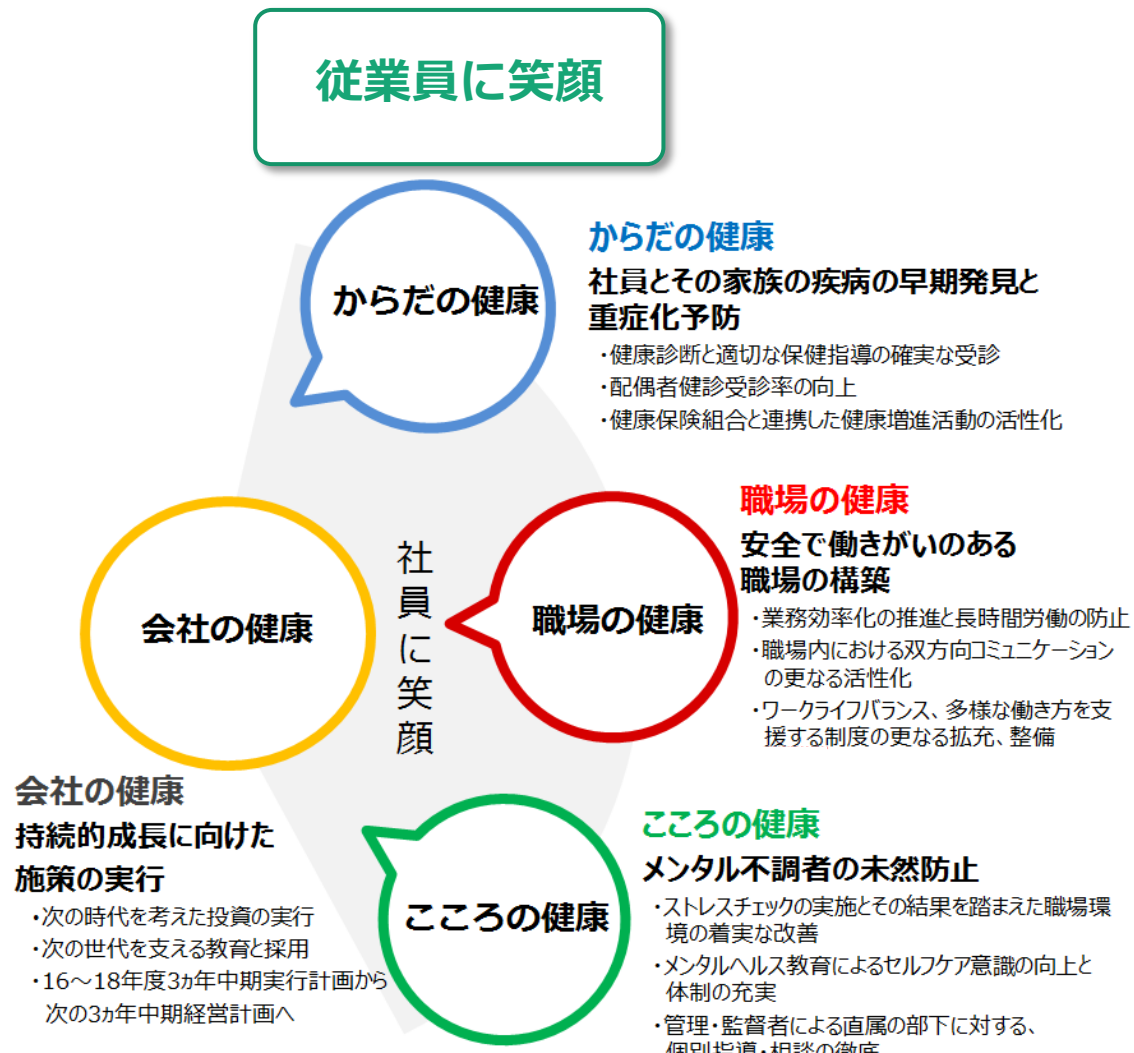 従業員に笑顔
からだの健康
からだの健康
社員とその家族の疾病の早期発見と
重症化予防
・健康診断と適切な保健指導の確実な受診
・配偶者健診受診率の向上
・健康保険組合と連携した健康増進活動の活性化
社員に笑顔
職場の健康
職場の健康
安全で働きがいのある
職場の構築
・業務効率化の推進と長時間労働の防止
・職場内における双方向コミュニケーション
の更なる活性化
・ワークライフバランス、多様な働き方を支
援する制度の更なる拡充、整備
会社の健康
会社の健康
持続的成長に向けた
施策の実行
・次の時代を考えた投資の実行
・次の世代を支える教育と採用
・16～18年度3ヵ年中期実行計画から
次の3ヵ年中期経営計画へ
こころの健康
こころの健康
メンタル不調者の未然防止
・ストレスチェックの実施とその結果を踏まえた職場環
境の着実な改善
・メンタルヘルス教育によるセルフケア意識の向上と
体制の充実
・管理・監督者による直属の部下に対する、
個別指導・相談の徹底